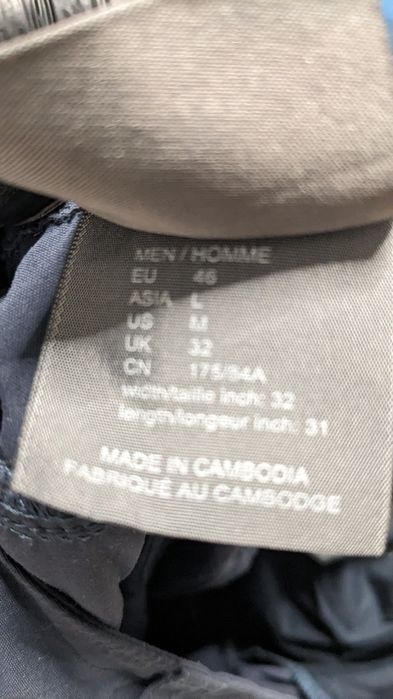 MEN / HOMME
EU 46
ASIA L
US M
UK 32
CN 175/84A
width/taille inch: 32
length/longeur inch: 31
MADE IN CAMBODIA
FABRIQUÉ AU CAMBODGE